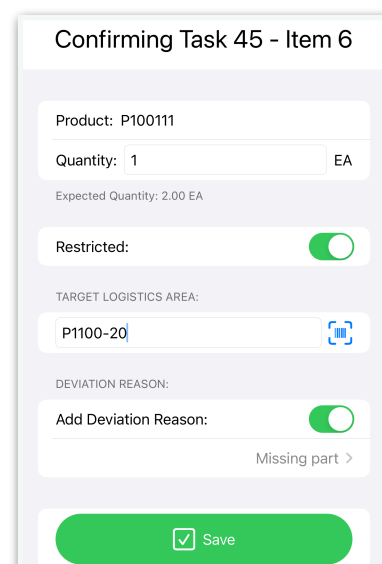 Confirming Task 45 - Item 6
Product: P100111
Quantity: 1 EA
Expected Quantity: 2.00 EA
Restricted:
TARGET LOGISTICS AREA:
P1100-20
DEVIATION REASON:
Add Deviation Reason:
Missing part
Save